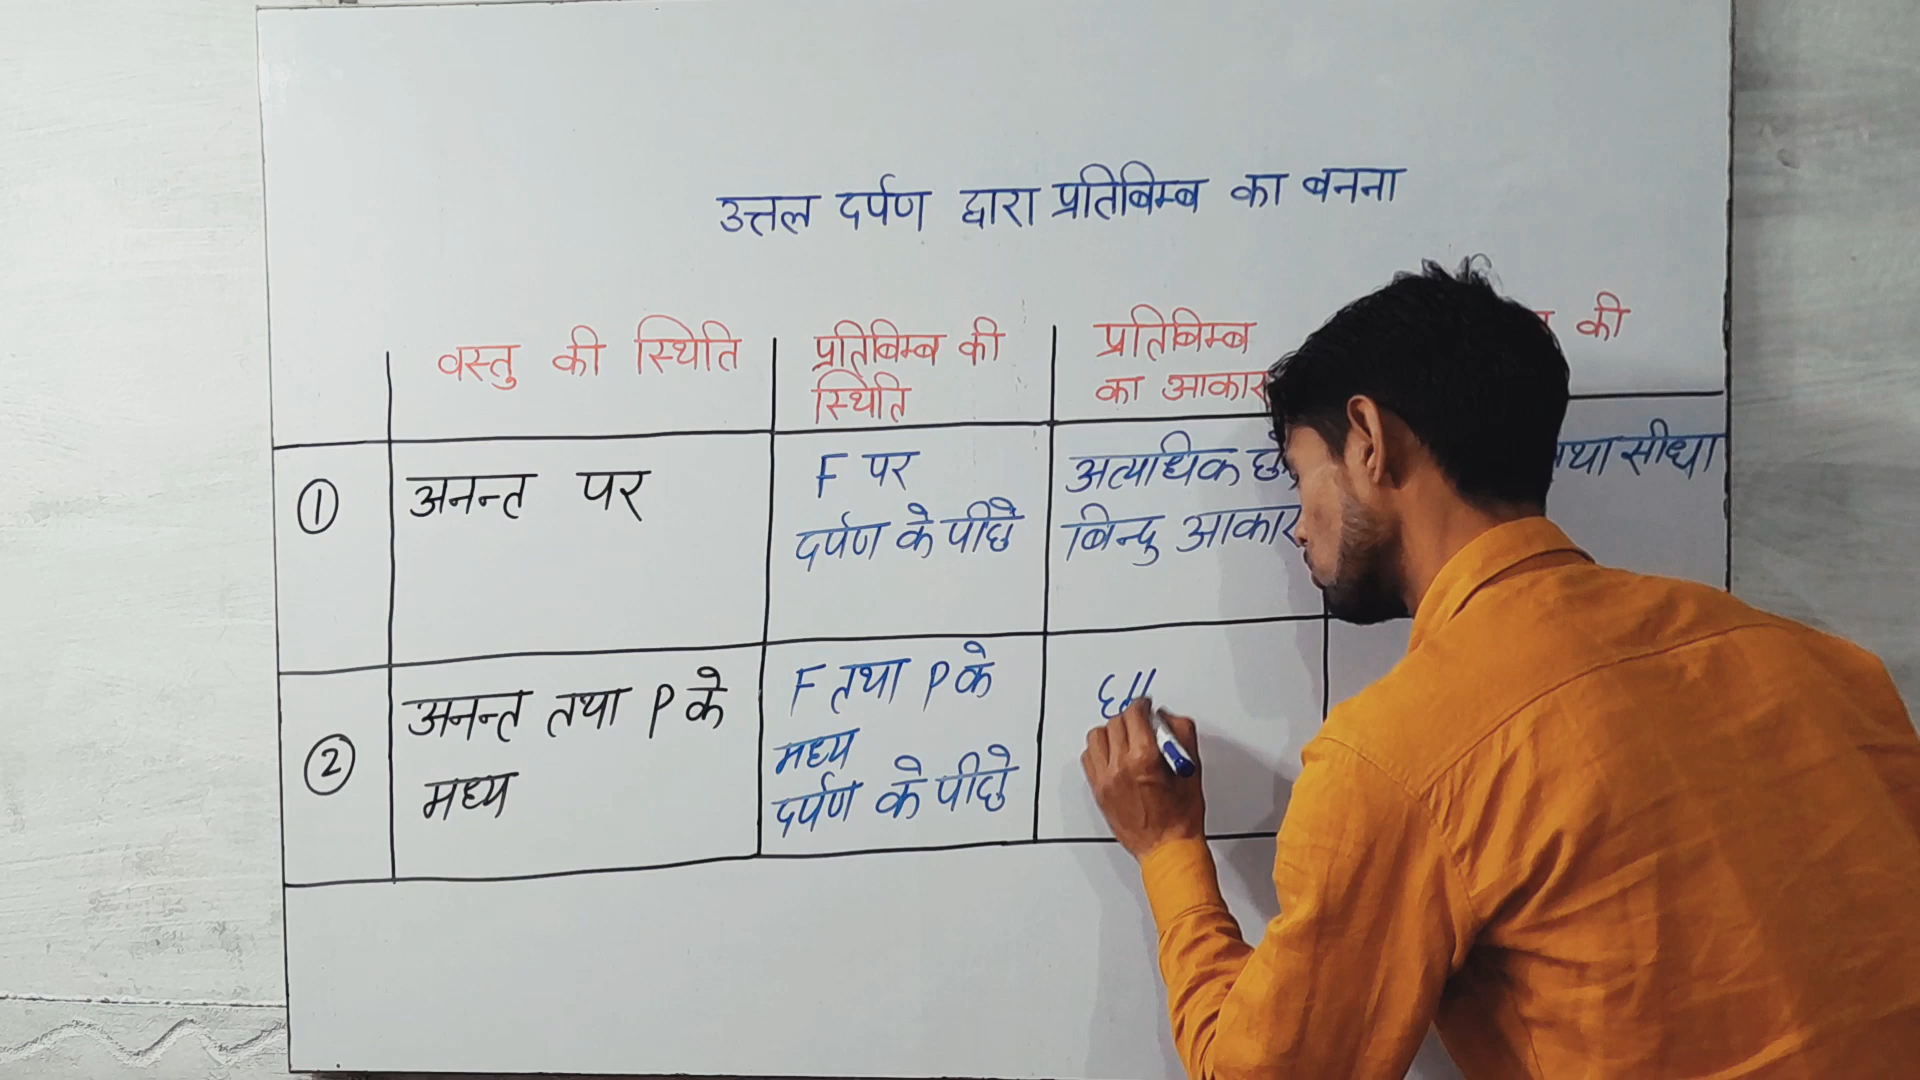 उत्तल दर्पण द्वारा प्रतिबिम्ब का बनना
वस्तु की स्थिति
प्रतिबिम्ब की
स्थिति
प्रतिबिम्ब
का आकार
की
① अनन्त पर
F पर
दर्पण के पीछे
अत्याधिक
बिन्दु आकार
तथा सीधा
② अनन्त तथा P के
मध्य
F तथा P के
मध्य
दर्पण के पीछे